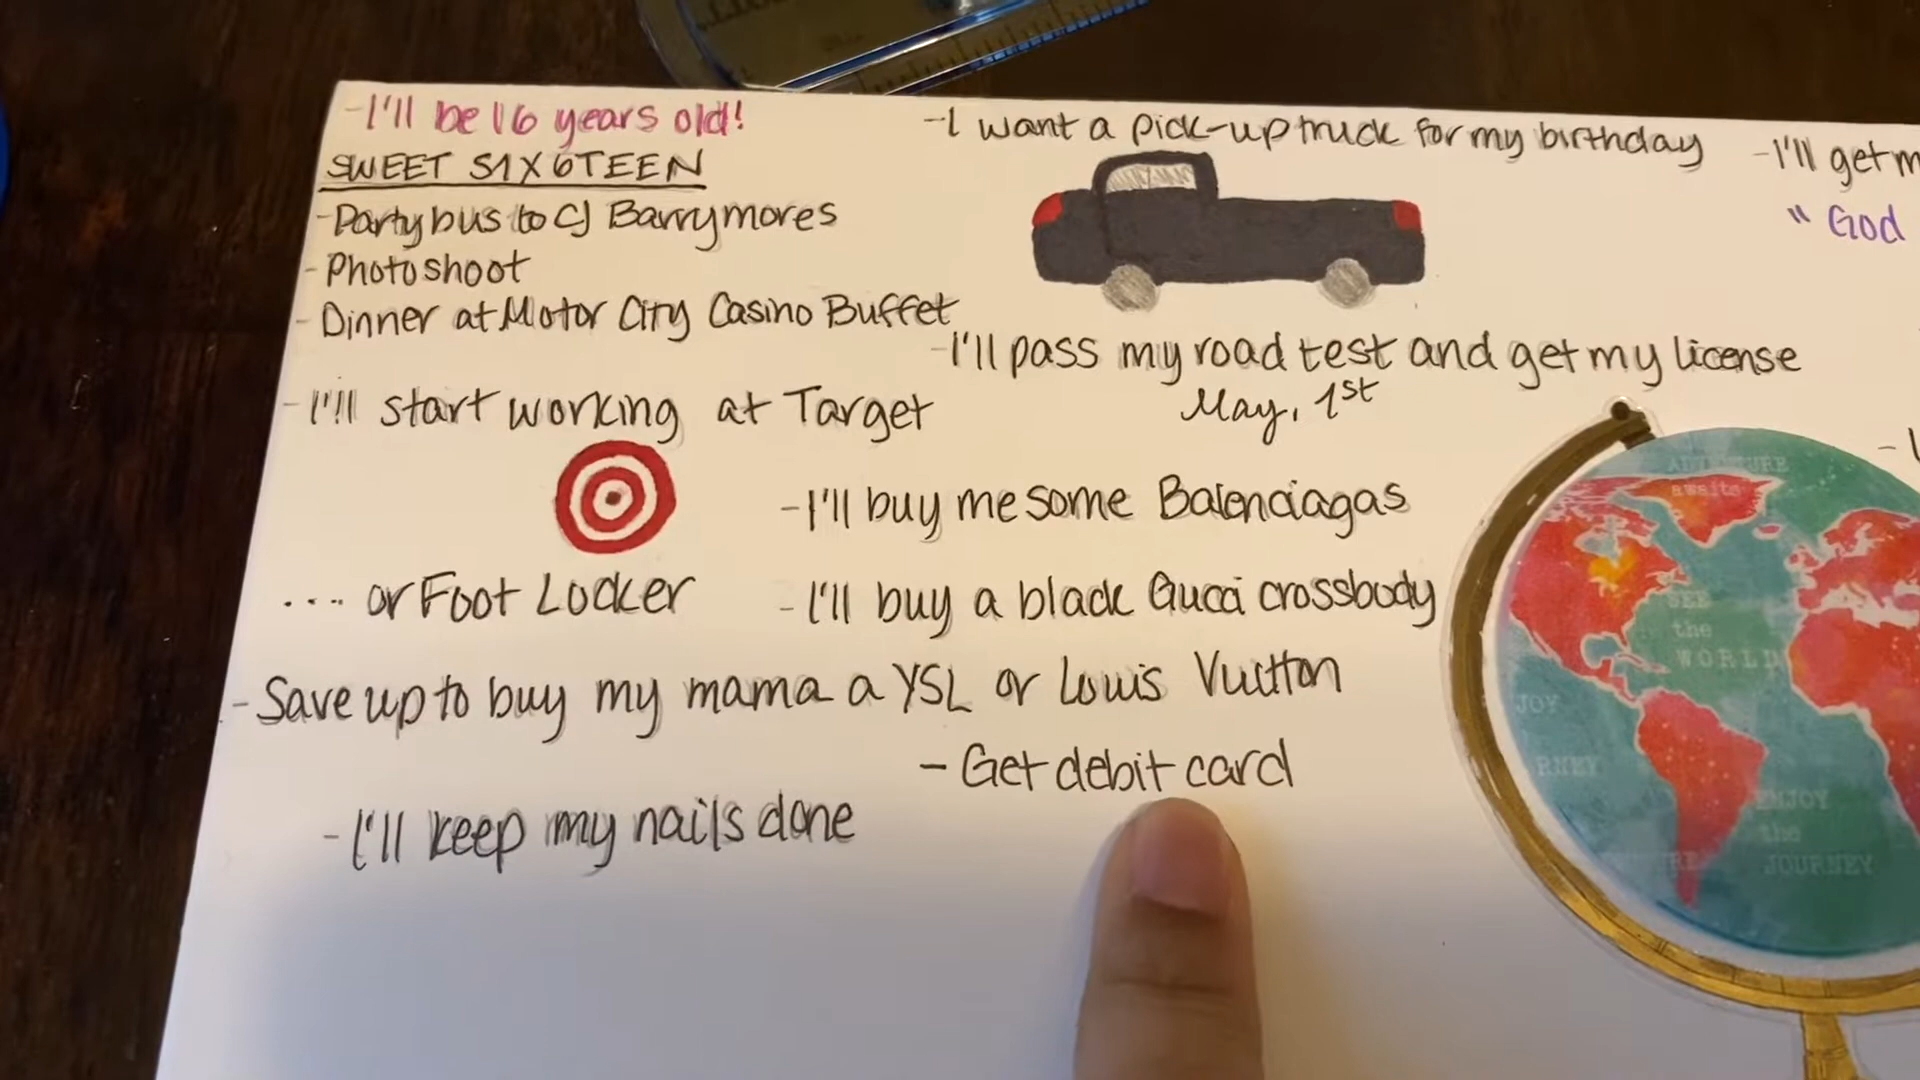 -I'll be 16 years old!
SWEET S1X6TEEN
-Party bus to CJ Barrymores
-Photoshoot
-Dinner at Motor City Casino Buffet
-I'll start working at Target
.... or Foot Locker
-Save up to buy my mama a YSL or Louis Vuitton
-I'll keep my nails done
-I want a pick-up truck for my birthday
-I'll pass my road test and get my license
May, 1st
-I'll buy me some Balenciagas
-I'll buy a black Gucci crossbody
-Get debit card
-I'll get m
" God
ADVENTURE
awaits
SEE
the
WORLD
JOY
RNEY
ENJOY
the
JOURNEY